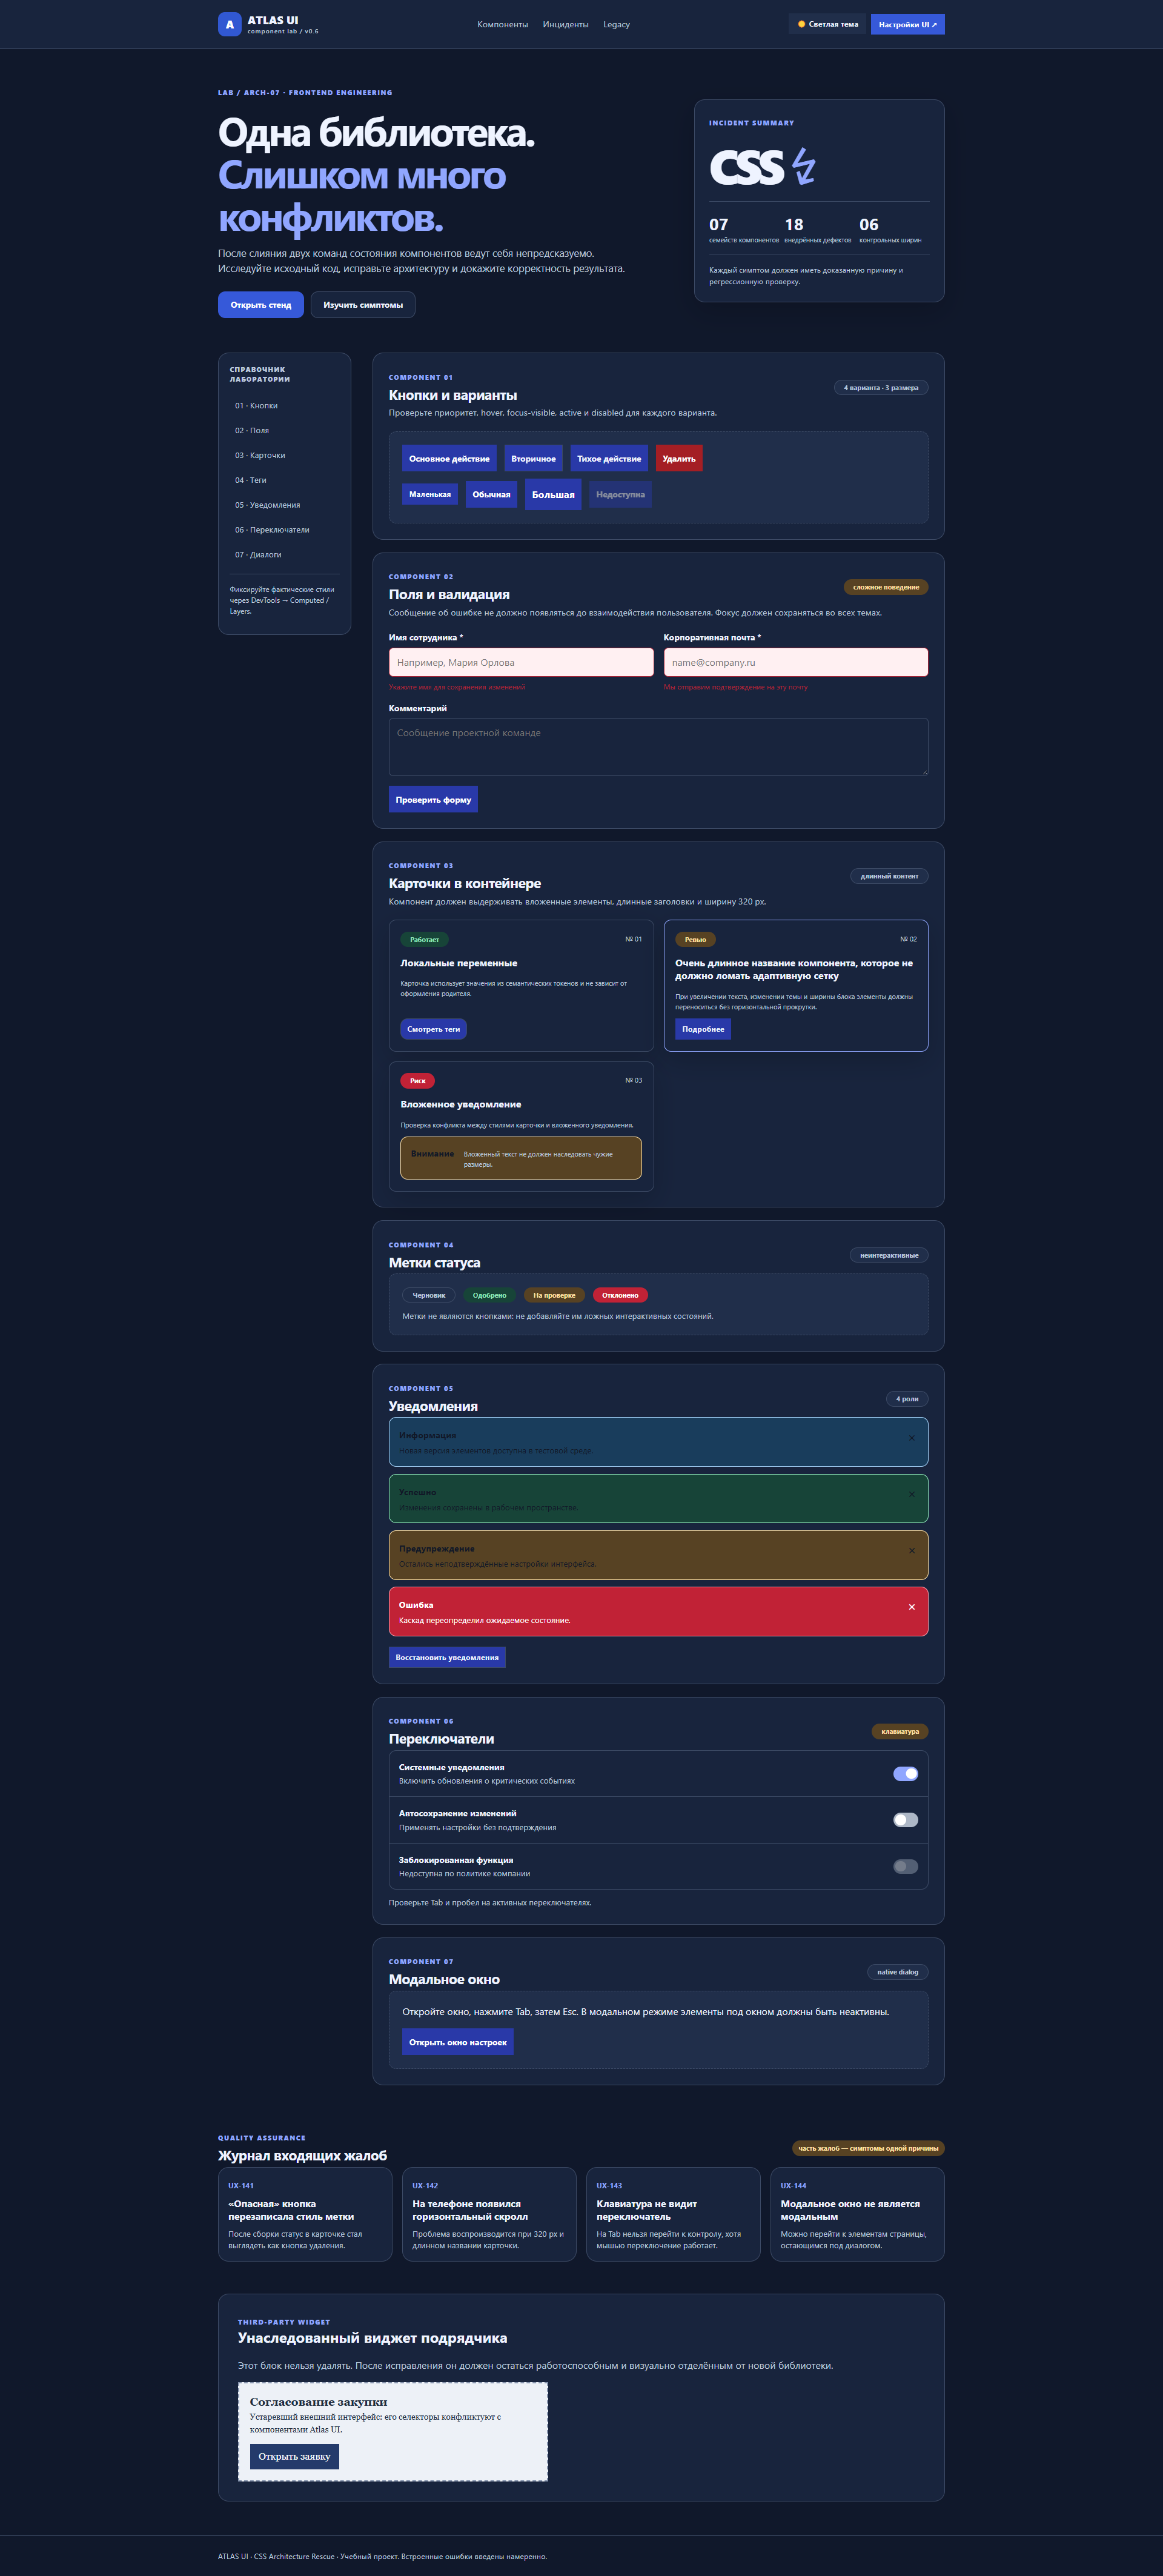 A
ATLAS UI
component lab / v0.6
Компоненты
Инциденты
Legacy
Светлая тема
Настройки UI ↗
LAB / ARCH-07 · FRONTEND ENGINEERING
Одна библиотека.
Слишком много
конфликтов.
После слияния двух команд состояния компонентов ведут себя непредсказуемо.
Исследуйте исходный код, исправьте архитектуру и докажите корректность результата.
Открыть стенд
Изучить симптомы
INCIDENT SUMMARY
CSS
07
семейств компонентов
18
внедрённых дефектов
06
контрольных ширин
Каждый симптом должен иметь доказанную причину и
регрессионную проверку.
СПРАВОЧНИК
ЛАБОРАТОРИИ
01 · Кнопки
02 · Поля
03 · Карточки
04 · Теги
05 · Уведомления
06 · Переключатели
07 · Диалоги
Фиксируйте фактические стили
через DevTools → Computed /
Layers.
COMPONENT 01
Кнопки и варианты
Проверьте приоритет, hover, focus-visible, active и disabled для каждого варианта.
4 варианта · 3 размера
Основное действие
Вторичное
Тихое действие
Удалить
Маленькая
Обычная
Большая
Недоступна
COMPONENT 02
Поля и валидация
Сообщение об ошибке не должно появляться до взаимодействия пользователя. Фокус должен сохраняться во всех темах.
сложное поведение
Имя сотрудника *
Например, Мария Орлова
Укажите имя для сохранения изменений
Корпоративная почта *
name@company.ru
Мы отправим подтверждение на эту почту
Комментарий
Сообщение проектной команде
Проверить форму
COMPONENT 03
Карточки в контейнере
Компонент должен выдерживать вложенные элементы, длинные заголовки и ширину 320 px.
длинный контент
Работает
№ 01
Локальные переменные
Карточка использует значения из семантических токенов и не зависит от
оформления родителя.
Смотреть теги
Ревью
№ 02
Очень длинное название компонента, которое не
должно ломать адаптивную сетку
При увеличении текста, изменении темы и ширины блока элементы должны
переноситься без горизонтальной прокрутки.
Подробнее
Риск
№ 03
Вложенное уведомление
Проверка конфликта между стилями карточки и вложенного уведомления.
Внимание
Вложенный текст не должен наследовать чужие
размеры.
COMPONENT 04
Метки статуса
неинтерактивные
Черновик
Одобрено
На проверке
Отклонено
Метки не являются кнопками: не добавляйте им ложных интерактивных состояний.
COMPONENT 05
Уведомления
4 роли
Информация
Новая версия элементов доступна в тестовой среде.
×
Успешно
Изменения сохранены в рабочем пространстве.
×
Предупреждение
Остались неподтверждённые настройки интерфейса.
×
Ошибка
Каскад переопределил ожидаемое состояние.
×
Восстановить уведомления
COMPONENT 06
Переключатели
клавиатура
Системные уведомления
Включить обновления о критических событиях
Автосохранение изменений
Применять настройки без подтверждения
Заблокированная функция
Недоступна по политике компании
Проверьте Tab и пробел на активных переключателях.
COMPONENT 07
Модальное окно
native dialog
Откройте окно, нажмите Tab, затем Esc. В модальном режиме элементы под окном должны быть неактивны.
Открыть окно настроек
QUALITY ASSURANCE
Журнал входящих жалоб
часть жалоб — симптомы одной причины
UX-141
«Опасная» кнопка
перезаписала стиль метки
После сборки статус в карточке стал
выглядеть как кнопка удаления.
UX-142
На телефоне появился
горизонтальный скролл
Проблема воспроизводится при 320 px и
длинном названии карточки.
UX-143
Клавиатура не видит
переключатель
На Tab нельзя перейти к контролу, хотя
мышью переключение работает.
UX-144
Модальное окно не является
модальным
Можно перейти к элементам страницы,
остающимся под диалогом.
THIRD-PARTY WIDGET
Унаследованный виджет подрядчика
Этот блок нельзя удалять. После исправления он должен остаться работоспособным и визуально отделённым от новой библиотеки.
Согласование закупки
Устаревший внешний интерфейс: его селекторы конфликтуют с
компонентами Atlas UI.
Открыть заявку
ATLAS UI · CSS Architecture Rescue · Учебный проект. Встроенные ошибки введены намеренно.